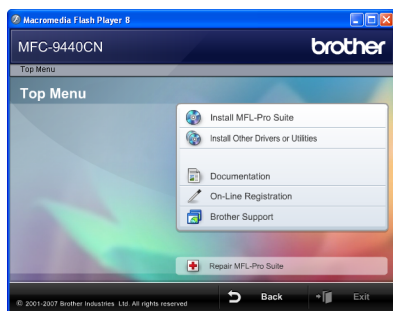 Macromedia Flash Player 8
MFC-9440CN
brother
Top Menu
Top Menu
Install MFL-Pro Suite
Install Other Drivers or Utilities
Documentation
On-Line Registration
Brother Support
Repair MFL-Pro Suite
© 2001-2007 Brother Industries Ltd. All rights reserved
Back
Exit